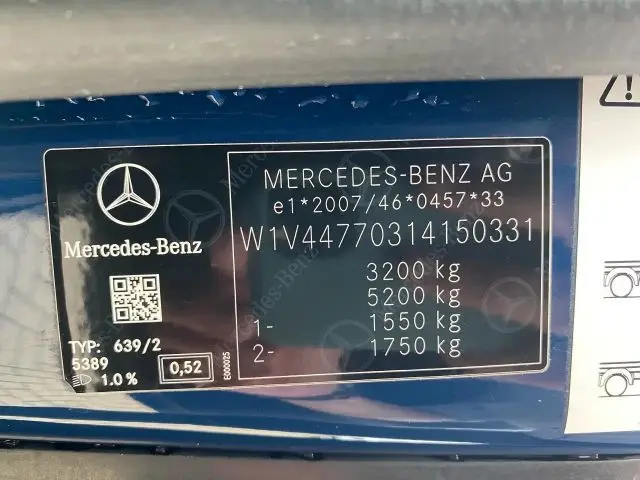 MERCEDES-BENZ AG
e1*2007/46*0457*33
W1V44770314150331
3200 kg
5200 kg
1- 1550 kg
2- 1750 kg
Mercedes-Benz
TYP: 639/2
5389
1.0 %
0,52
E000025